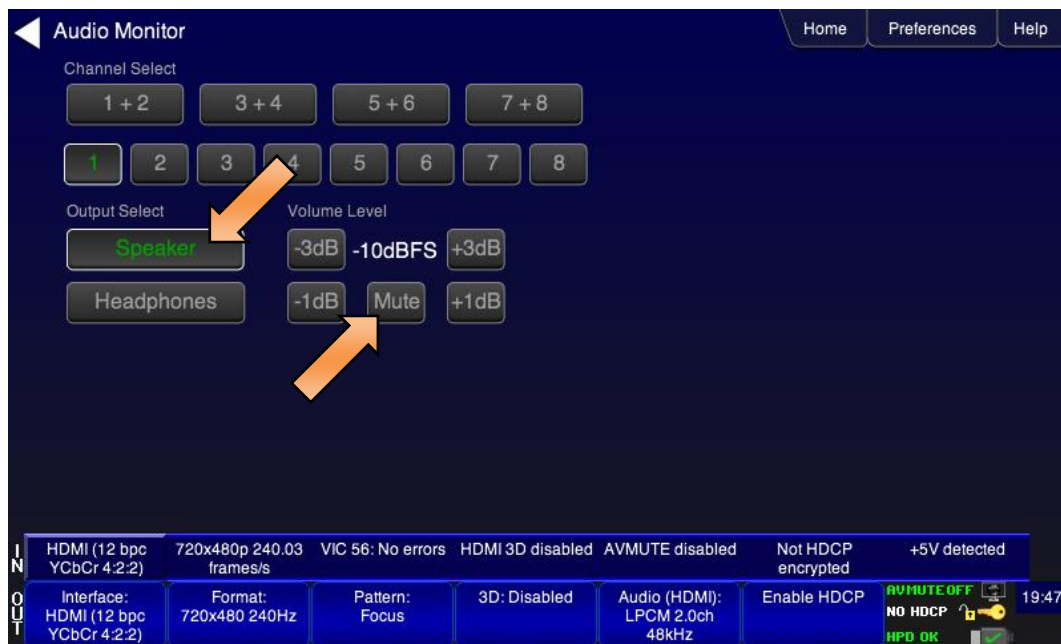 Audio Monitor
Home
Preferences
Help
Channel Select
1 + 2
3 + 4
5 + 6
7 + 8
1
2
3
4
5
6
7
8
Output Select
Volume Level
Speaker
-3dB
-10dBFS
+3dB
Headphones
-1dB
Mute
+1dB
IN
HDMI (12 bpc
YCbCr 4:2:2)
720x480p 240.03
frames/s
VIC 56: No errors
HDMI 3D disabled
AVMUTE disabled
Not HDCP
encrypted
+5V detected
OUT
Interface:
HDMI (12 bpc
YCbCr 4:2:2)
Format:
720x480 240Hz
Pattern:
Focus
3D: Disabled
Audio (HDMI):
LPCM 2.0ch
48kHz
Enable HDCP
AVMUTEOFF
NO HDCP
HPD OK
19:47